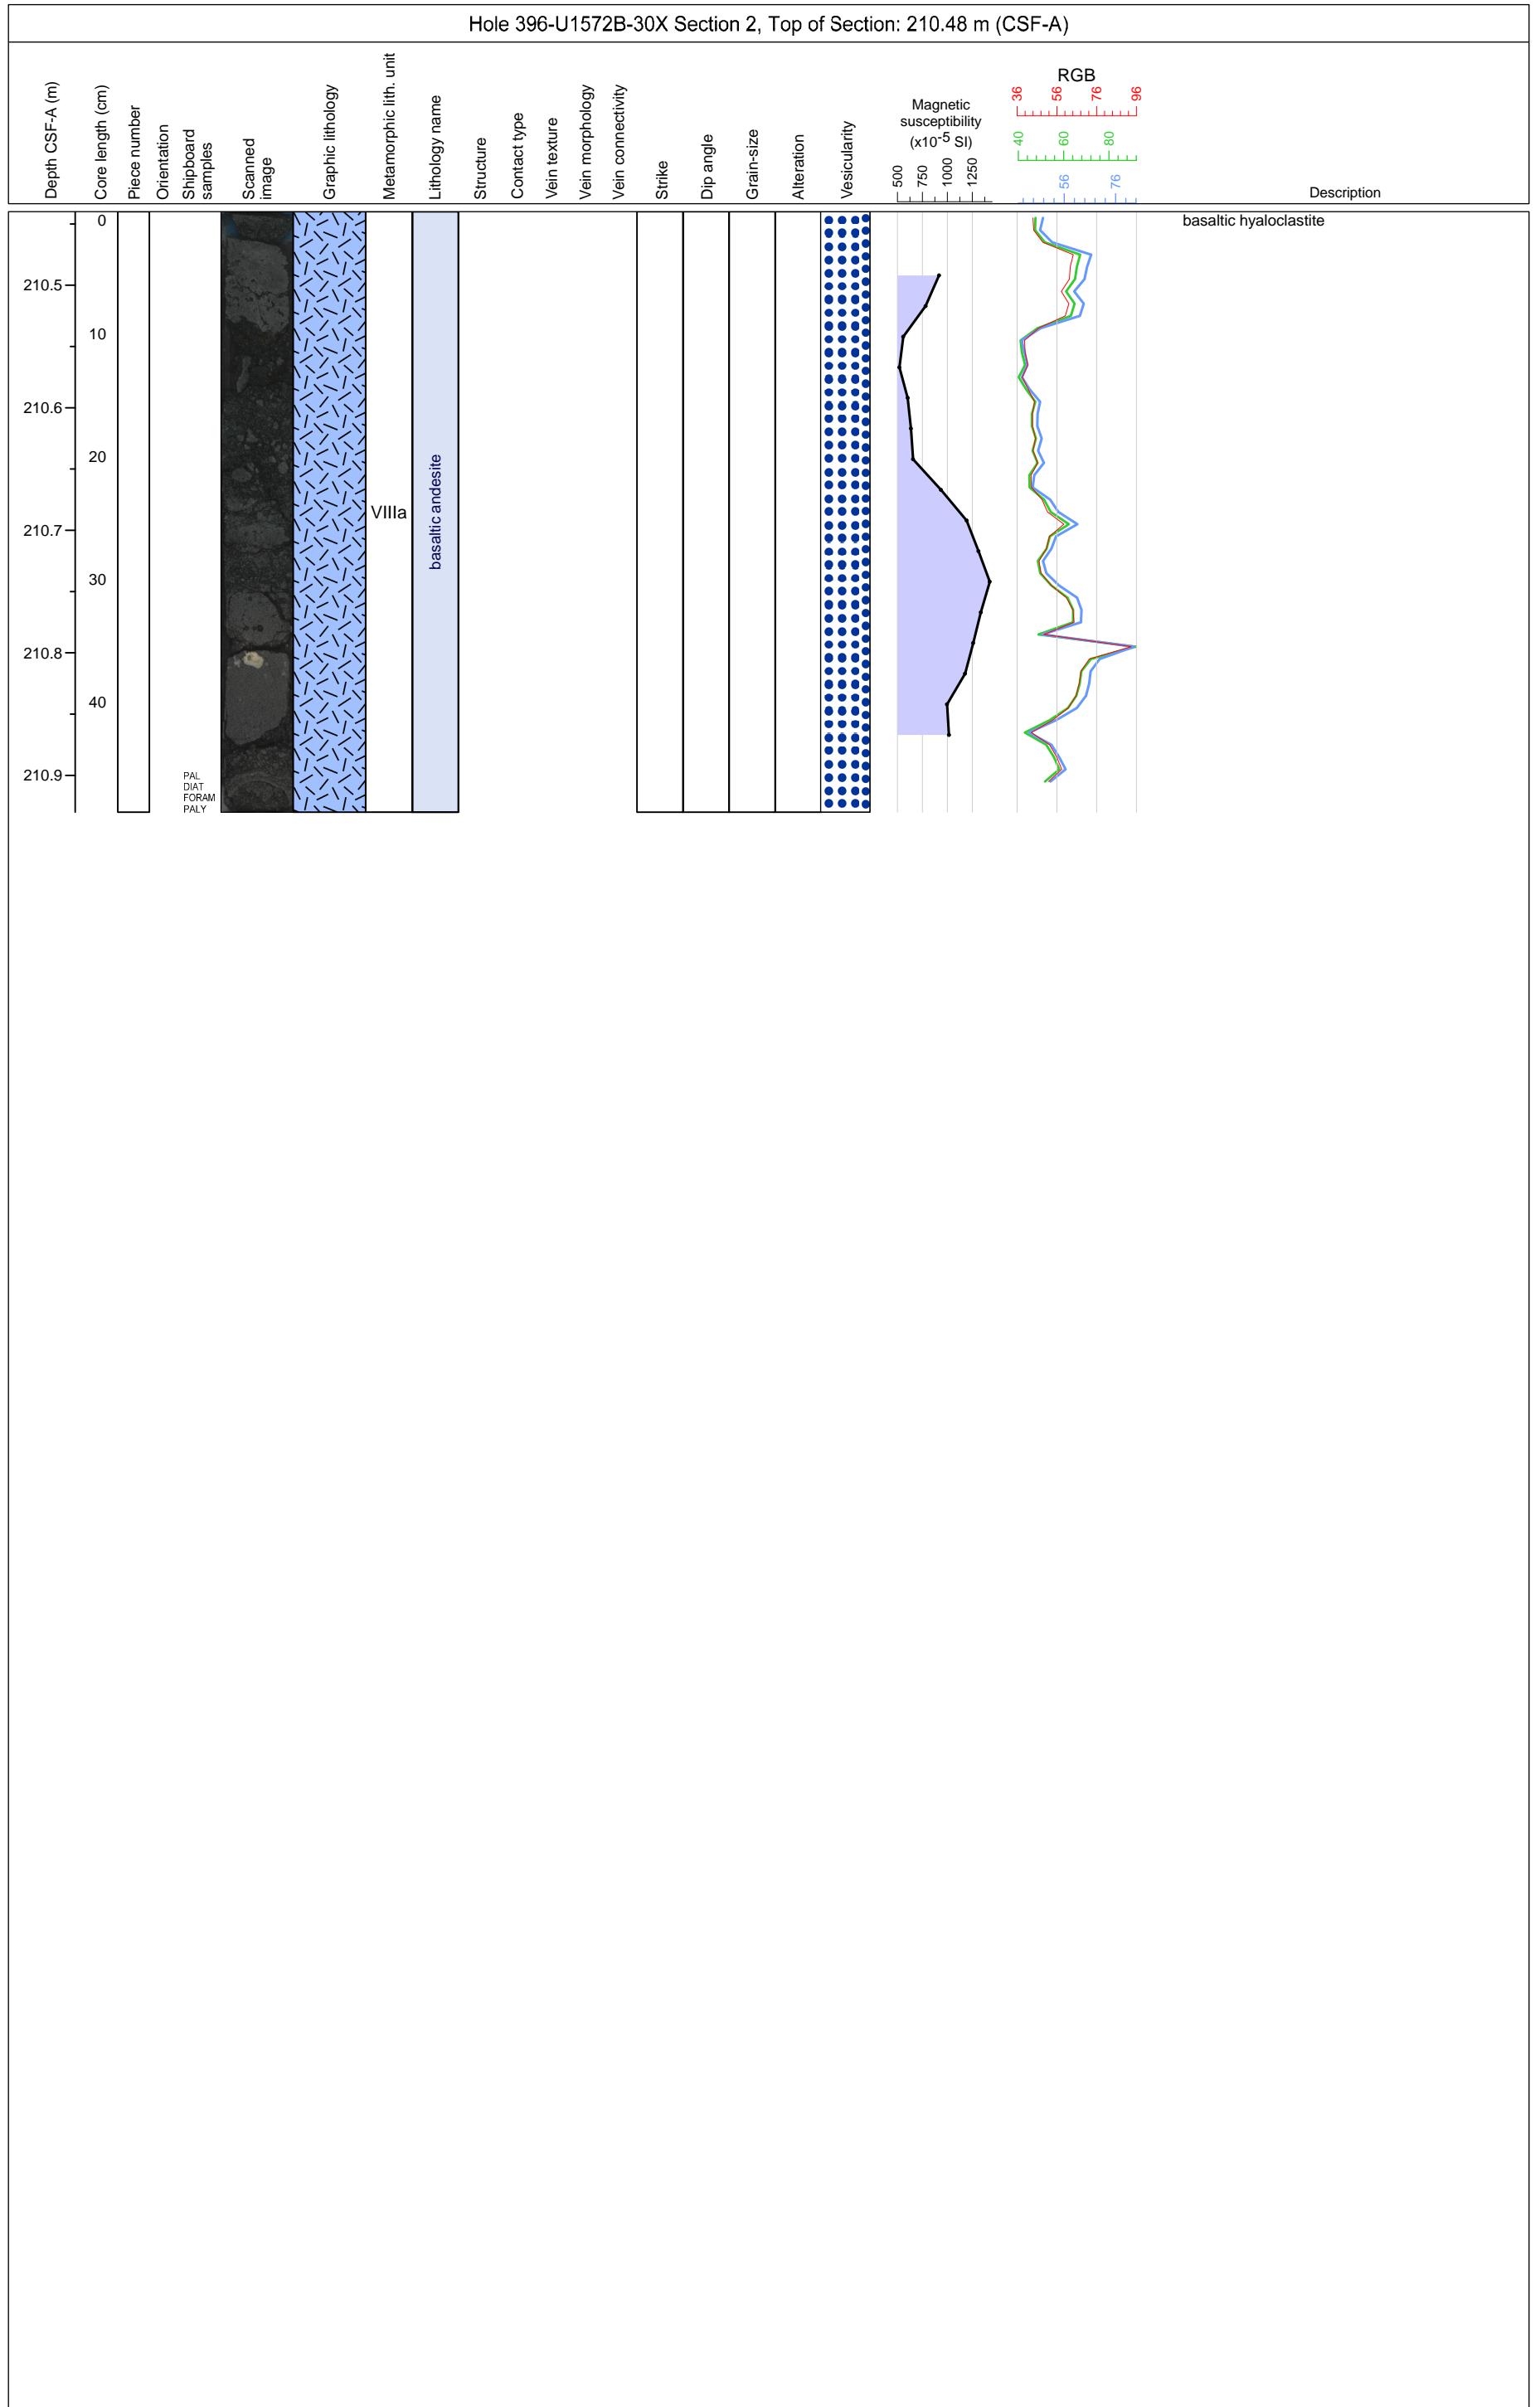 Hole 396-U1572B-30X Section 2, Top of Section: 210.48 m (CSF-A)
Depth CSF-A (m)
Core length (cm)
Piece number
Orientation
Shipboard
samples
Scanned
image
Graphic lithology
Metamorphic lith. unit
Lithology name
Structure
Contact type
Vein texture
Vein morphology
Vein connectivity
Strike
Dip angle
Grain-size
Alteration
Vesicularity
Magnetic
susceptibility
(x10-5 SI)
500
750
1000
1250
RGB
36
56
76
96
40
60
80
56
76
Description
0
basaltic hyaloclastite
210.5
10
210.6
20
210.7
VIIIa
basaltic andesite
30
210.8
40
210.9
PAL
DIAT
FORAM
PALY